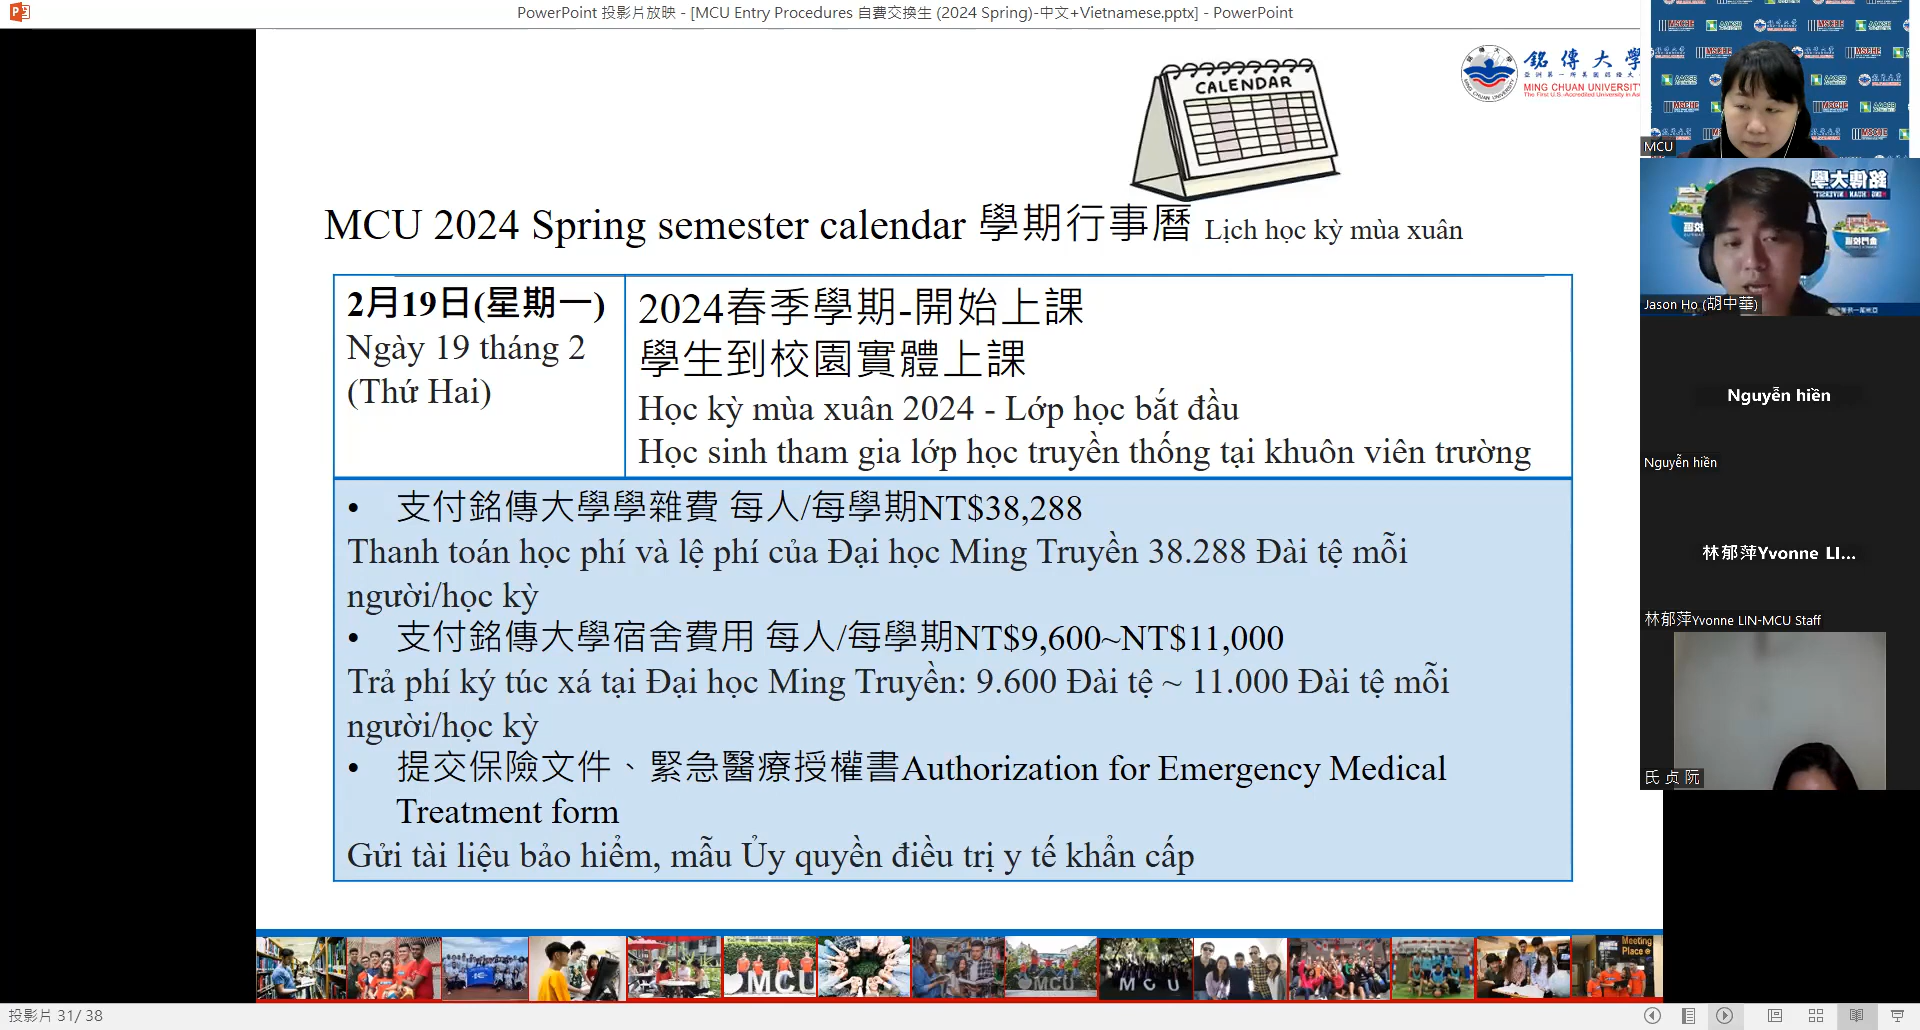 PowerPoint 投影片放映 - [MCU Entry Procedures 自費交換生 (2024 Spring)-中文+Vietnamese.pptx] - PowerPoint
CALENDAR
銘傳大學
MING CHUAN UNIVERSITY
The First U.S.-Accredited University in Asia
MCU 2024 Spring semester calendar 學期行事曆 Lịch học kỳ mùa xuân
2月19日(星期一)
Ngày 19 tháng 2
(Thứ Hai)
2024春季學期-開始上課
學生到校園實體上課
Học kỳ mùa xuân 2024 - Lớp học bắt đầu
Học sinh tham gia lớp học truyền thống tại khuôn viên trường
• 支付銘傳大學學雜費 每人/每學期NT$38,288
Thanh toán học phí và lệ phí của Đại học Ming Truyền 38.288 Đài tệ mỗi
người/học kỳ
• 支付銘傳大學宿舍費用 每人/每學期NT$9,600~NT$11,000
Trả phí ký túc xá tại Đại học Ming Truyền: 9.600 Đài tệ ~ 11.000 Đài tệ mỗi
người/học kỳ
• 提交保險文件、緊急醫療授權書Authorization for Emergency Medical
Treatment form
Gửi tài liệu bảo hiểm, mẫu Ủy quyền điều trị y tế khẩn cấp
MCU
Jason Ho (胡中華)
Nguyễn hiền
Nguyễn hiền
林郁萍Yvonne LI...
林郁萍Yvonne LIN-MCU Staff
氏 贞 阮
MCU
MCU
MCU
Meeting
Place
投影片 31/ 38